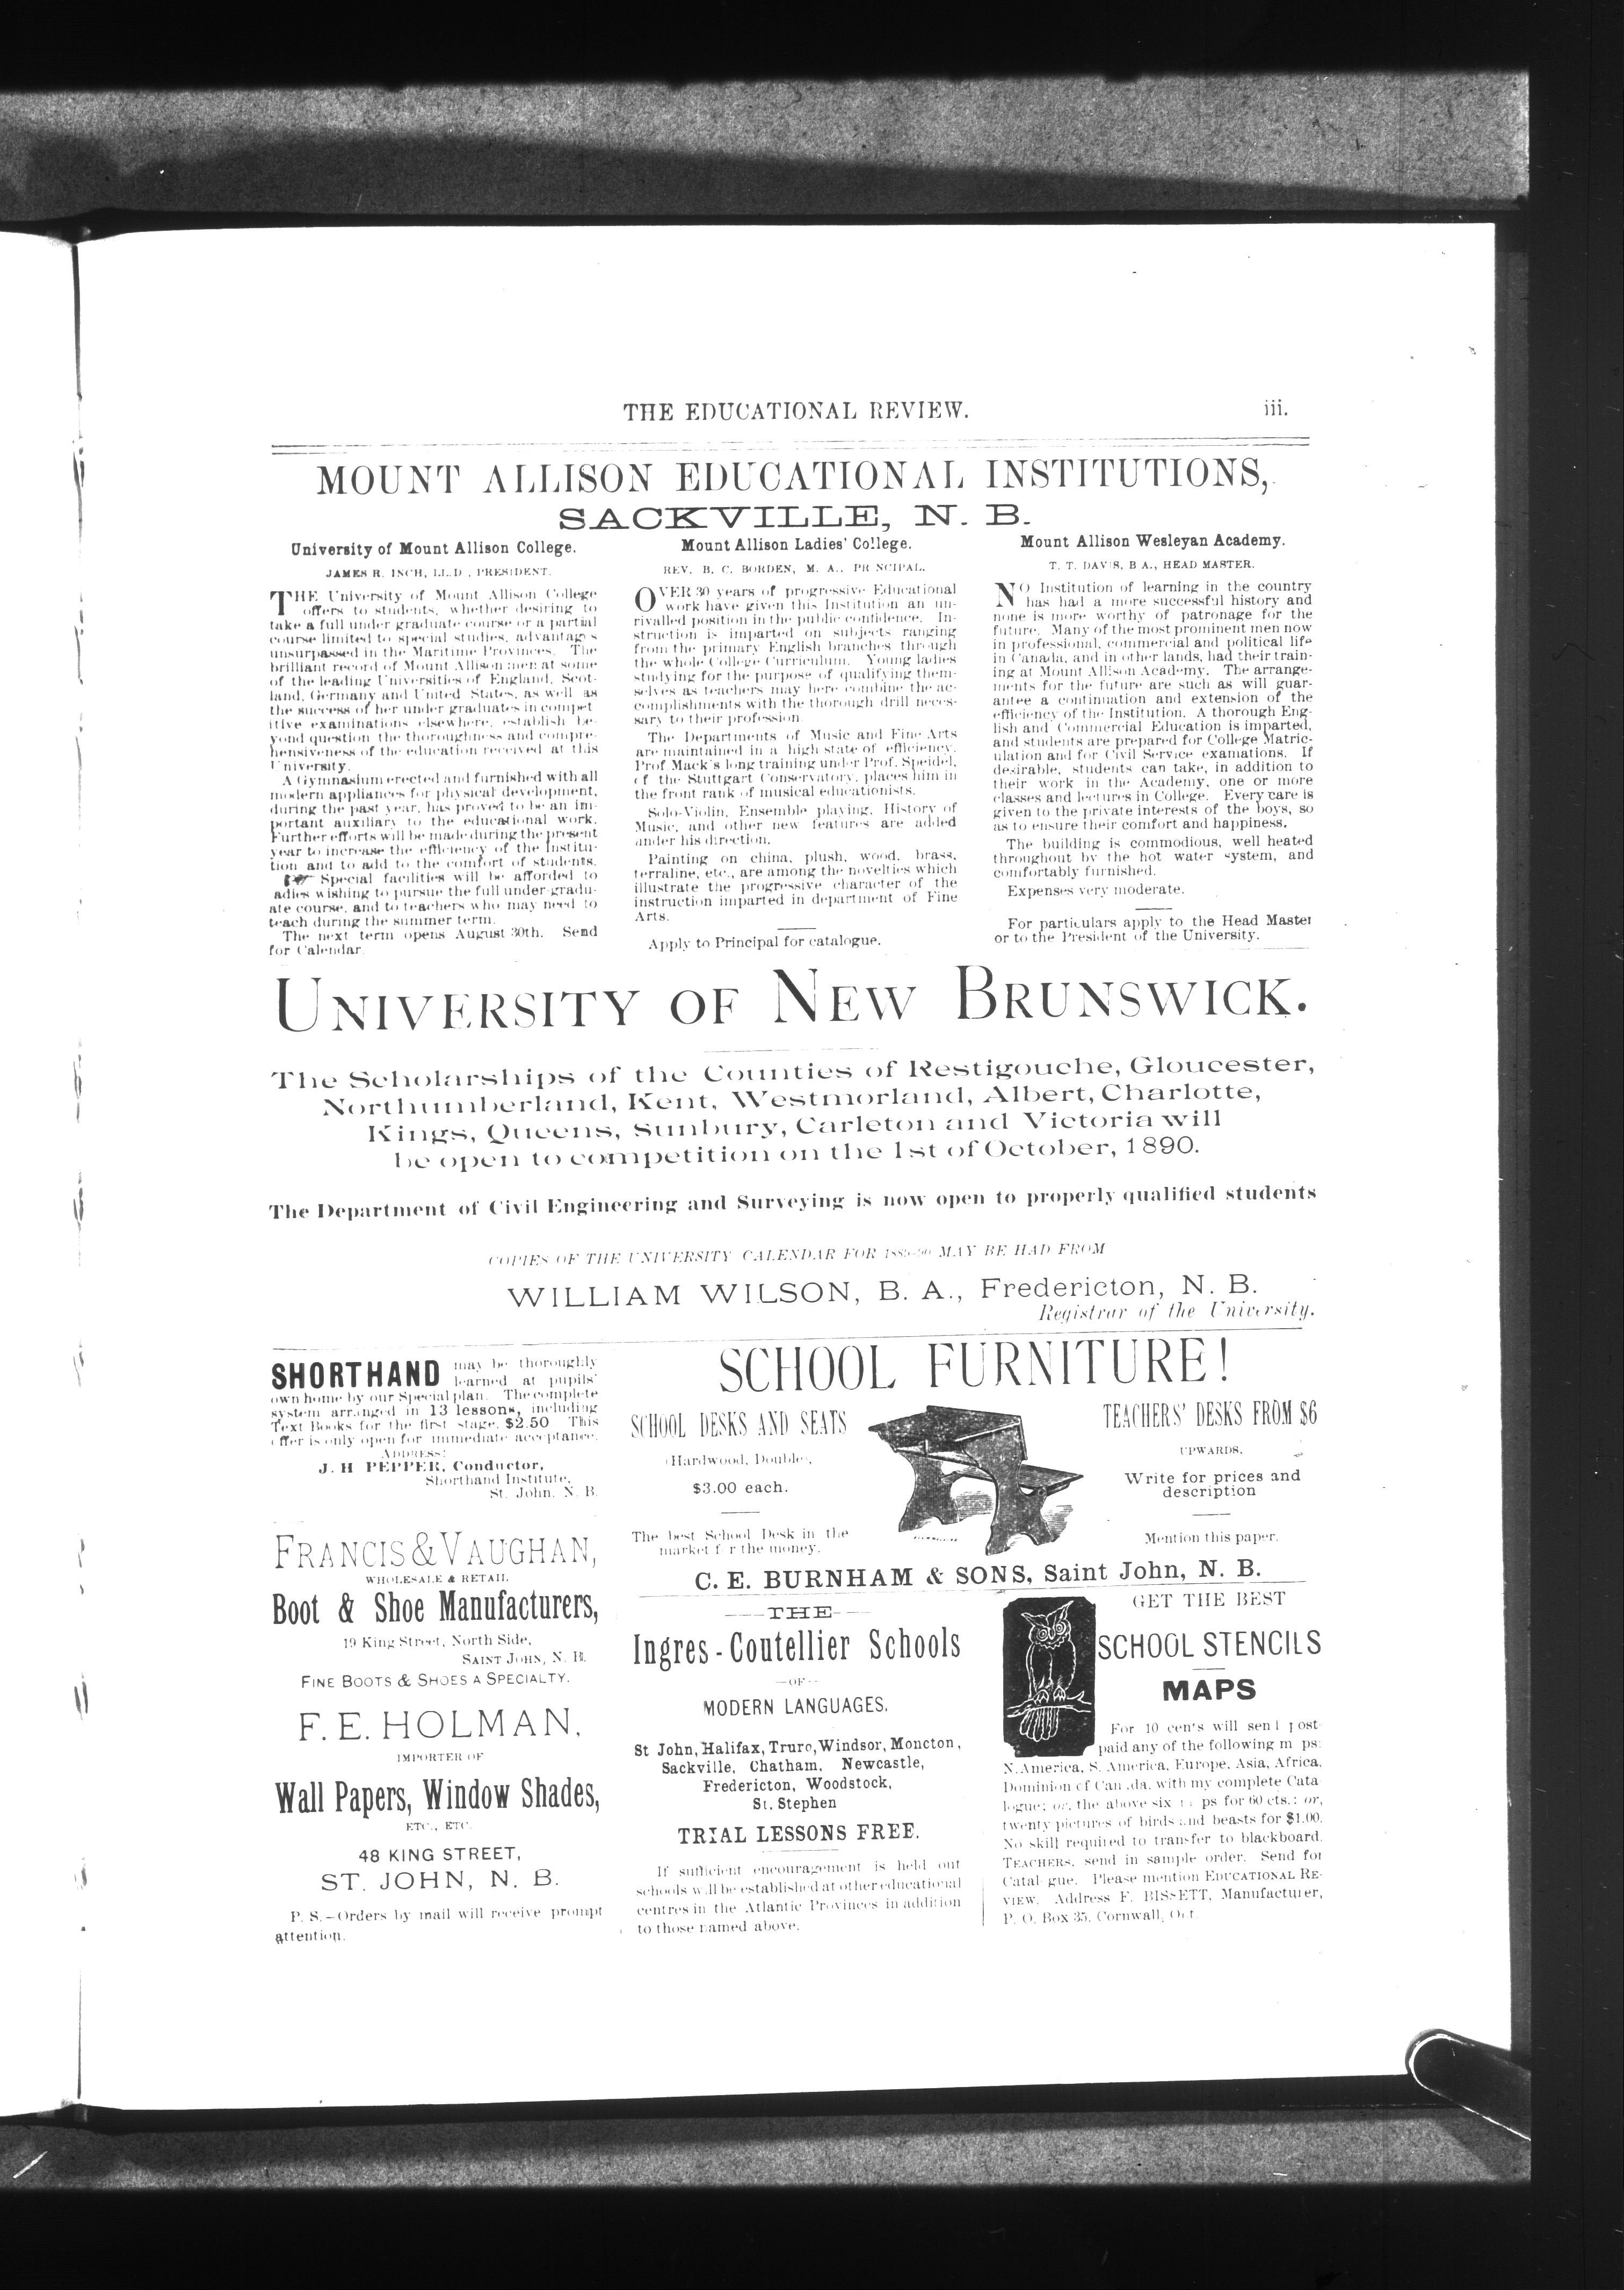 THE EDUCATIONAL REVIEW.
iii.
MOUNT ALLISON EDUCATIONAL INSTITUTIONS,
SACKVILLE, N. B.
University of Mount Allison College.
JAMES R. INCH, LL.D., PRESIDENT.
THE University of Mount Allison College
offers to students, whether desiring to
take a full under graduate course or a partial
course limited to special studies, advantages
unsurpassed in the Maritime Provinces. The
brilliant record of Mount Allison men at some
of the leading Universities of England, Scot-
land, Germany and United States, as well as
the success of her under graduates in compet
itive examinations elsewhere, establish be-
yond question the thoroughness and compre-
hensiveness of the education received at this
University.
A Gymnasium erected and furnished with all
modern appliances for physical development,
during the past year, has proved to be an im-
portant auxiliary to the educational work.
Further efforts will be made during the present
year to increase the efficiency of the Institu-
tion and to add to the comfort of students.
☞ Special facilities will be afforded to
adies wishing to pursue the full under-gradu-
ate course, and to teachers who may need to
teach during the summer term.
The next term opens August 30th. Send
for Calendar.
Mount Allison Ladies' College.
REV. B. C. BORDEN, M. A., PR NCIPAL.
OVER 30 years of progressive Educational
work have given this Institution an un-
rivalled position in the public confidence. In-
struction is imparted on subjects ranging
from the primary English branches through
the whole College Curriculum. Young ladies
studying for the purpose of qualifying them-
selves as teachers may here combine the ac-
complishments with the thorough drill neces-
sary to their profession.
The Departments of Music and Fine Arts
are maintained in a high state of efficiency.
Prof Mack's long training under Prof. Speidel,
of the Stuttgart Conservatory, places him in
the front rank of musical educationists.
Solo-Violin, Ensemble playing, History of
Music, and other new features are added
under his direction.
Painting on china, plush, wood, brass,
terraline, etc., are among the novelties which
illustrate the progressive character of the
instruction imparted in department of Fine
Arts.
Apply to Principal for catalogue.
Mount Allison Wesleyan Academy.
T. T. DAVIS, B A., HEAD MASTER.
NO Institution of learning in the country
has had a more successful history and
none is more worthy of patronage for the
future. Many of the most prominent men now
in professional, commercial and political life
in Canada, and in other lands, had their train-
ing at Mount Allison Academy. The arrange-
ments for the future are such as will guar-
antee a continuation and extension of the
efficiency of the Institution. A thorough Eng-
lish and Commercial Education is imparted,
and students are prepared for College Matric-
ulation and for Civil Service examations. If
desirable, students can take, in addition to
their work in the Academy, one or more
classes and lectures in College. Every care is
given to the private interests of the boys, so
as to ensure their comfort and happiness.
The building is commodious, well heated
throughout by the hot water system, and
comfortably furnished.
Expenses very moderate.
For particulars apply to the Head Master
or to the President of the University.
UNIVERSITY OF NEW BRUNSWICK.
The Scholarships of the Counties of Restigouche, Gloucester,
Northumberland, Kent, Westmorland, Albert, Charlotte,
Kings, Queens, Sunbury, Carleton and Victoria will
be open to competition on the 1st of October, 1890.
The Department of Civil Engineering and Surveying is now open to properly qualified students
COPIES OF THE UNIVERSITY CALENDAR FOR 1889-90 MAY BE HAD FROM
WILLIAM WILSON, B. A., Fredericton, N. B.
Registrar of the University.
SHORTHAND may be thoroughly
learned at pupils'
own home by our Special plan. The complete
system arranged in 13 lessons, including
Text Books for the first stage, $2.50 This
offer is only open for immediate acceptance.
ADDRESS:
J. H PEPPER, Conductor,
Shorthand Institute,
St. John, N. B.
FRANCIS & VAUGHAN,
WHOLESALE & RETAIL
Boot & Shoe Manufacturers,
19 King Street, North Side,
SAINT JOHN, N. B.
FINE BOOTS & SHOES A SPECIALTY.
F. E. HOLMAN,
IMPORTER OF
Wall Papers, Window Shades,
ETC., ETC.
48 KING STREET,
ST. JOHN, N. B.
P. S.—Orders by mail will receive prompt
attention.
SCHOOL FURNITURE!
SCHOOL DESKS AND SEATS
(Hardwood, Double),
$3.00 each.
The best School Desk in the
market f r the money.
TEACHERS' DESKS FROM $6
UPWARDS.
Write for prices and
description
Mention this paper.
C. E. BURNHAM & SONS, Saint John, N. B.
THE
Ingres - Coutellier Schools
—OF—
MODERN LANGUAGES.
St John, Halifax, Truro, Windsor, Moncton,
Sackville, Chatham, Newcastle,
Fredericton, Woodstock,
St. Stephen
TRIAL LESSONS FREE.
If sufficient encouragement is held out
schools will be established at other educational
centres in the Atlantic Provinces in addition
to those named above.
GET THE BEST
SCHOOL STENCILS
MAPS
For 10 cents will send post-
paid any of the following m ps:
N. America, S. America, Europe, Asia, Africa,
Dominion of Can da, with my complete Cata
logue; or, the above six m ps for 60 cts.; or,
twenty pictures of birds and beasts for $1.00.
No skill required to transfer to blackboard.
TEACHERS, send in sample order. Send for
Catal gue. Please mention EDUCATIONAL RE-
VIEW. Address F. BISSETT, Manufacturer,
P. O. Box 35, Cornwall, Ont.